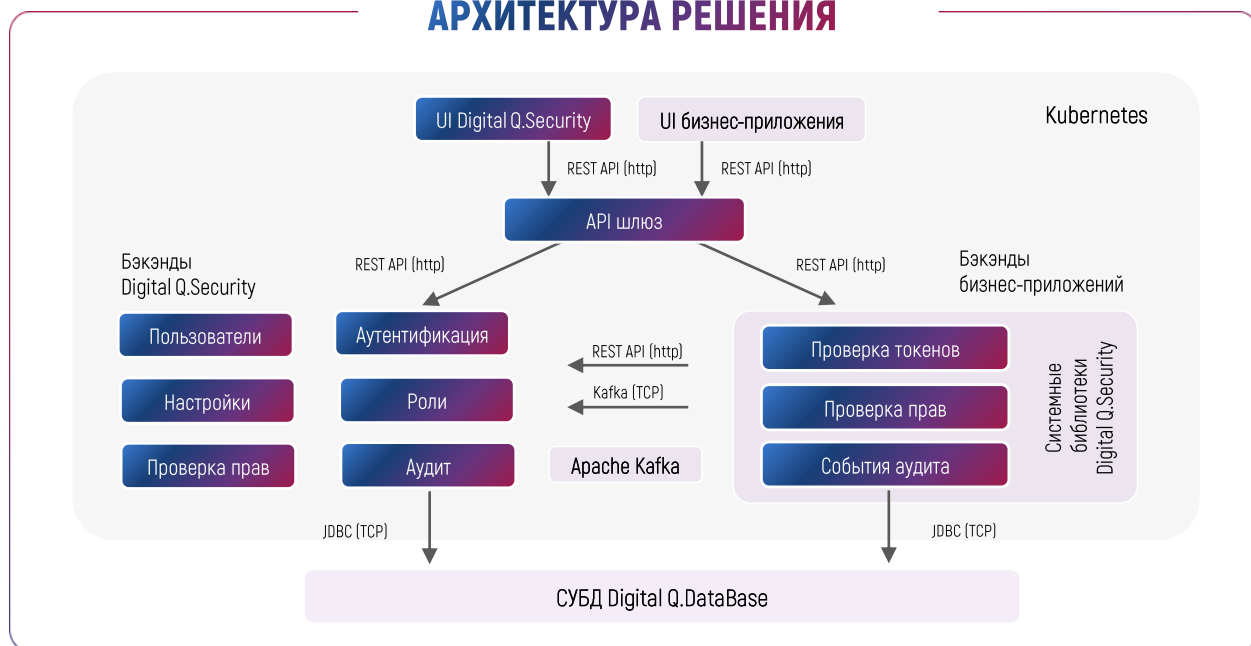 АРХИТЕКТУРА РЕШЕНИЯ
Kubernetes
UI Digital Q.Security
UI бизнес-приложения
REST API (http)
REST API (http)
API шлюз
REST API (http)
REST API (http)
Бэкэнды
Digital Q.Security
Бэкэнды
бизнес-приложений
Пользователи
Аутентификация
Настройки
Роли
Проверка прав
Аудит
REST API (http)
Kafka (TCP)
Apache Kafka
Проверка токенов
Проверка прав
События аудита
Системные
библиотеки
Digital Q.Security
JDBC (TCP)
JDBC (TCP)
СУБД Digital Q.DataBase